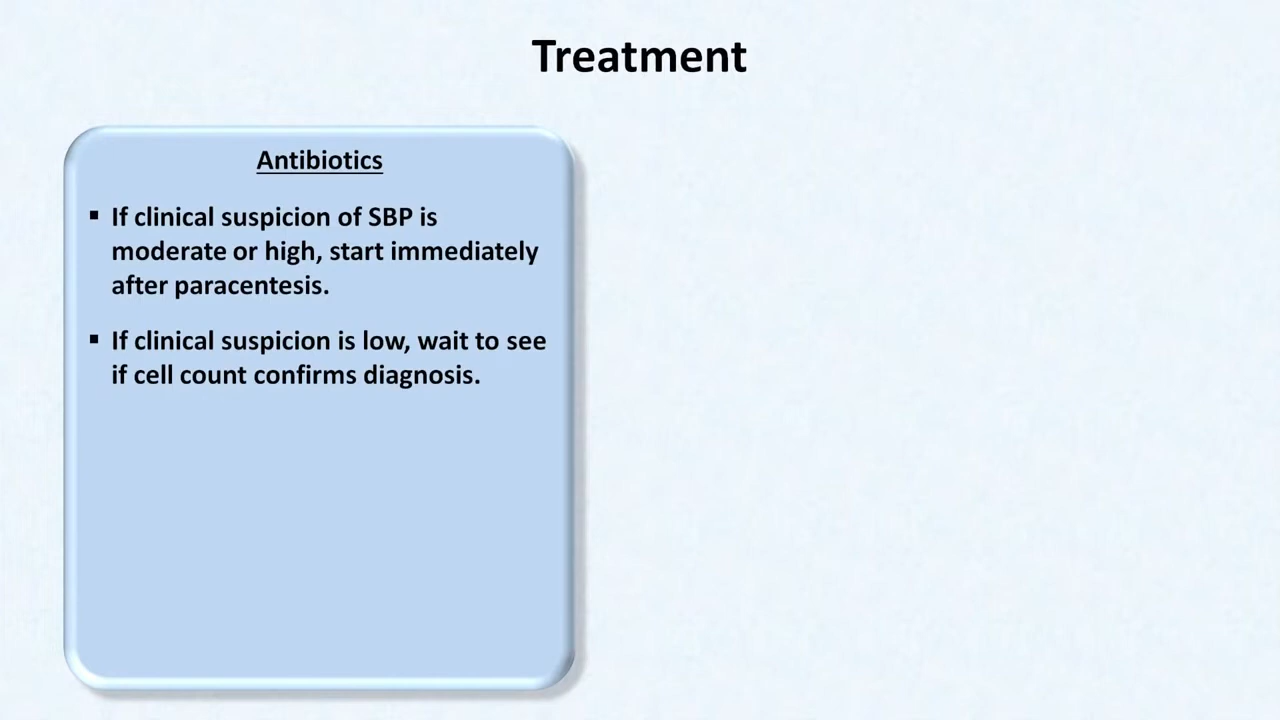 Treatment
Antibiotics
▪ If clinical suspicion of SBP is
moderate or high, start immediately
after paracentesis.
▪ If clinical suspicion is low, wait to see
if cell count confirms diagnosis.